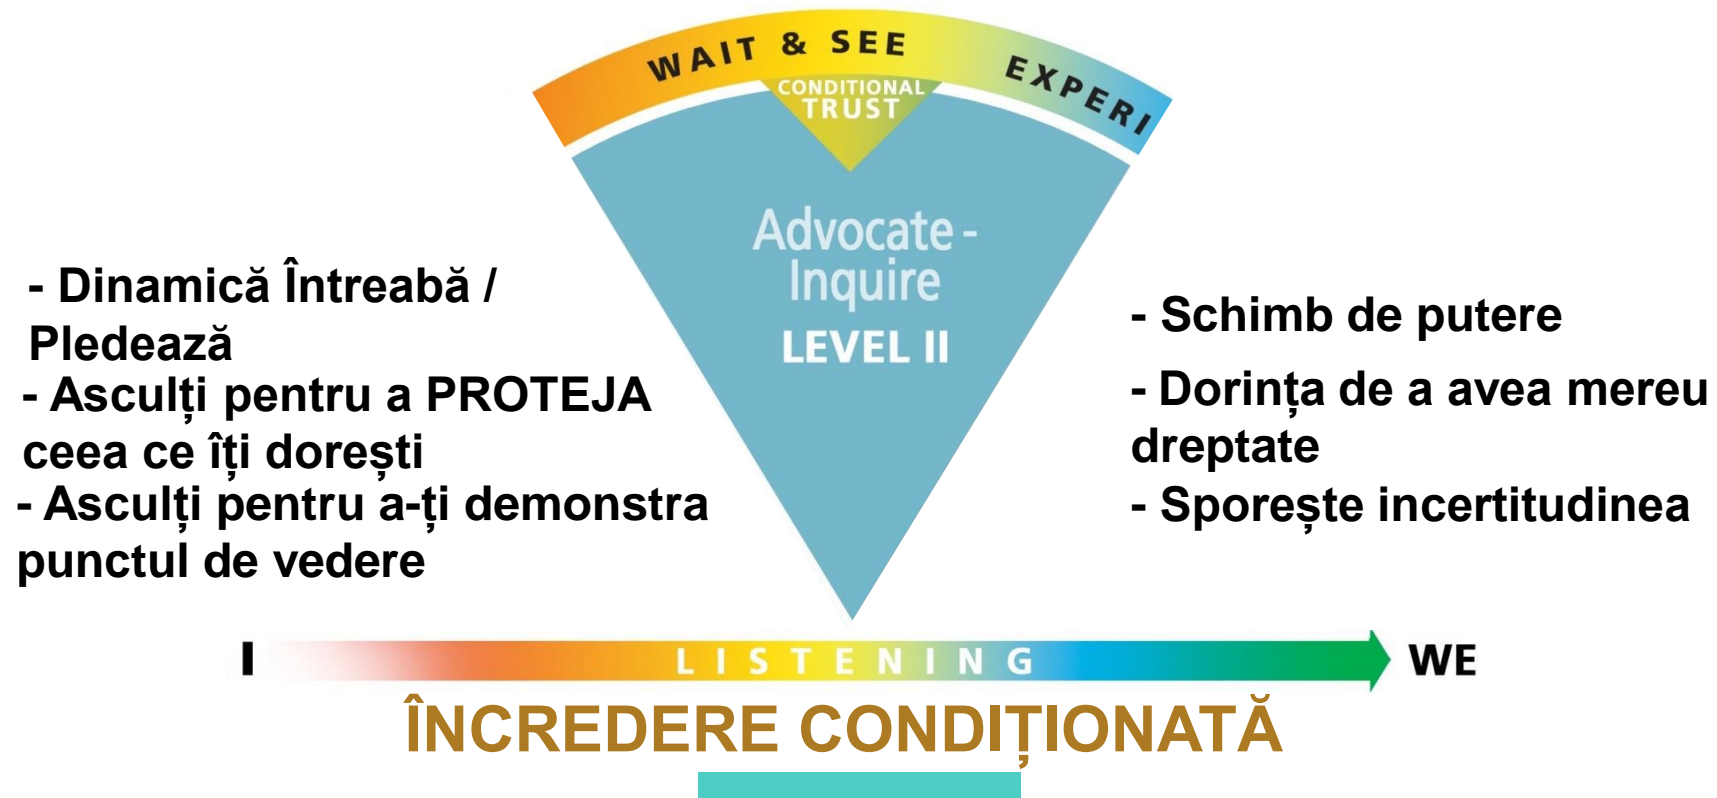 WAIT & SEE EXPERI
CONDITIONAL
TRUST
Advocate -
Inquire
LEVEL II
- Dinamică Întreabă /
Pledează
- Asculți pentru a PROTEJA
ceea ce îți dorești
- Asculți pentru a-ți demonstra
punctul de vedere
- Schimb de putere
- Dorința de a avea mereu
dreptate
- Sporește incertitudinea
I LISTENING WE
ÎNCREDERE CONDIȚIONATĂ